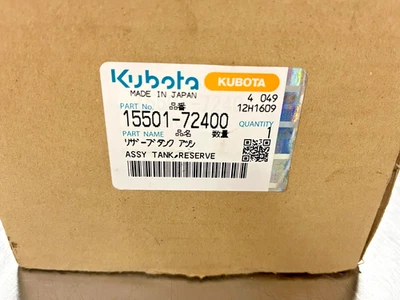 Kubota KUBOTA
MADE IN JAPAN 4 049
PART No. 品番 12H1609
15501-72400 QUANTITY
PART NAME 品名 数量 1
リザーブタンク アッシ
ASSY TANK,RESERVE